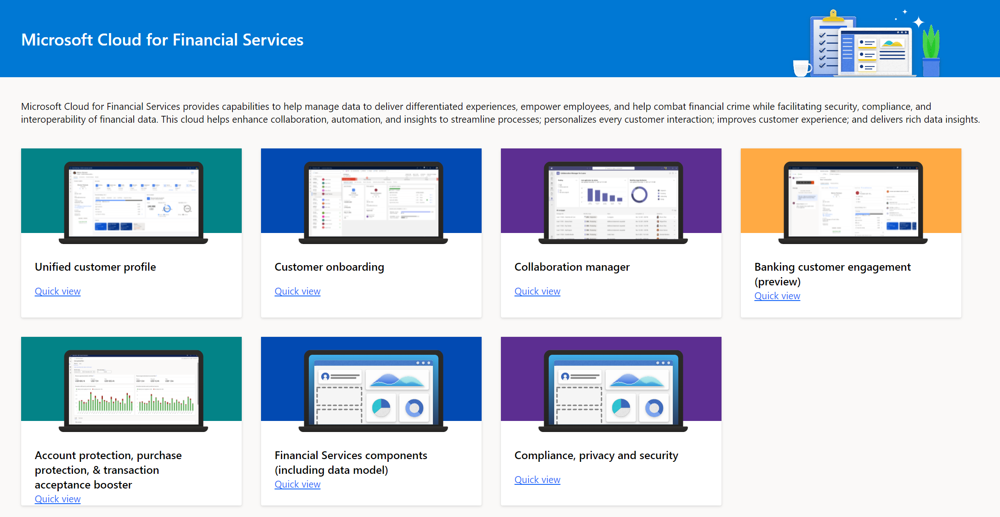 Microsoft Cloud for Financial Services
Microsoft Cloud for Financial Services provides capabilities to help manage data to deliver differentiated experiences, empower employees, and help combat financial crime while facilitating security, compliance, and
interoperability of financial data. This cloud helps enhance collaboration, automation, and insights to streamline processes; personalizes every customer interaction; improves customer experience; and delivers rich data insights.
Unified customer profile
Quick view
Customer onboarding
Quick view
Collaboration manager
Quick view
Banking customer engagement
(preview)
Quick view
Account protection, purchase
protection, & transaction
acceptance booster
Quick view
Financial Services components
(including data model)
Quick view
Compliance, privacy and security
Quick view